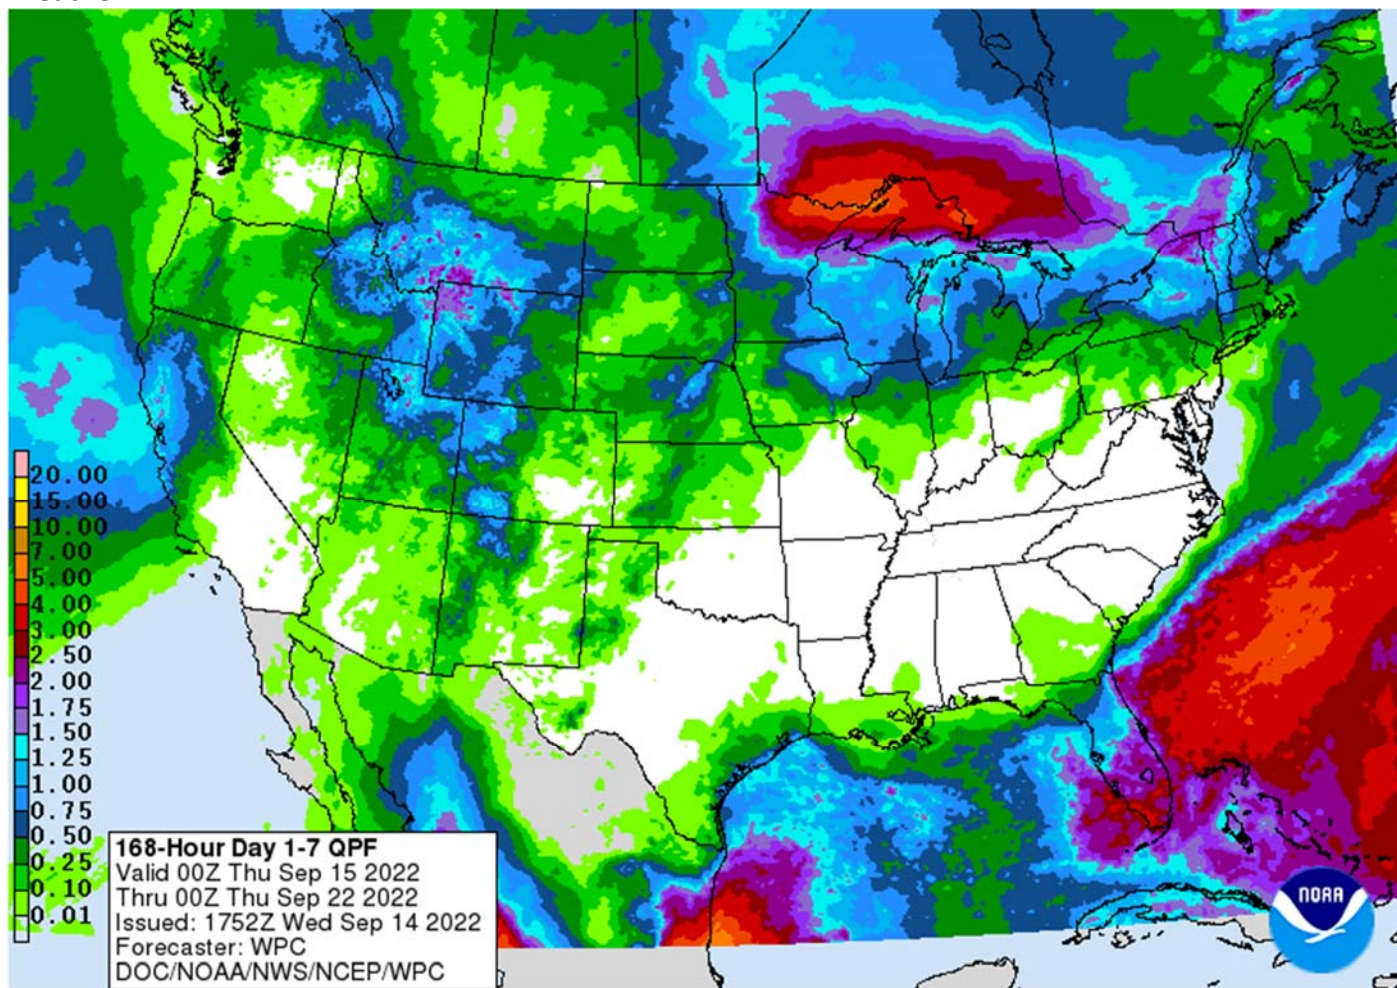 20.00
15.00
10.00
7.00
5.00
4.00
3.00
2.50
2.00
1.75
1.50
1.25
1.00
0.75
0.50
0.25
0.10
0.01
168-Hour Day 1-7 QPF
Valid 00Z Thu Sep 15 2022
Thru 00Z Thu Sep 22 2022
Issued: 1752Z Wed Sep 14 2022
Forecaster: WPC
DOC/NOAA/NWS/NCEP/WPC
NOAA